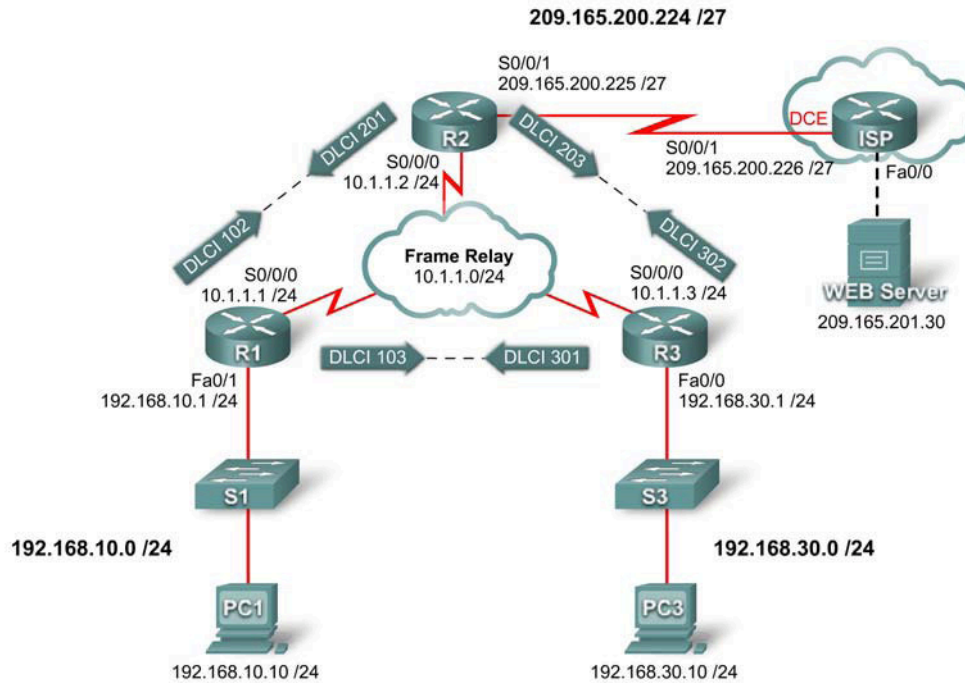 209.165.200.224 /27
S0/0/1
209.165.200.225 /27
DCE
ISP
R2
DLCI 201
DLCI 203
S0/0/1
209.165.200.226 /27
Fa0/0
S0/0/0
10.1.1.2 /24
DLCI 102
DLCI 302
Frame Relay
10.1.1.0/24
S0/0/0
10.1.1.1 /24
S0/0/0
10.1.1.3 /24
WEB Server
209.165.201.30
R1
DLCI 103
DLCI 301
R3
Fa0/1
192.168.10.1 /24
Fa0/0
192.168.30.1 /24
S1
S3
192.168.10.0 /24
192.168.30.0 /24
PC1
PC3
192.168.10.10 /24
192.168.30.10 /24